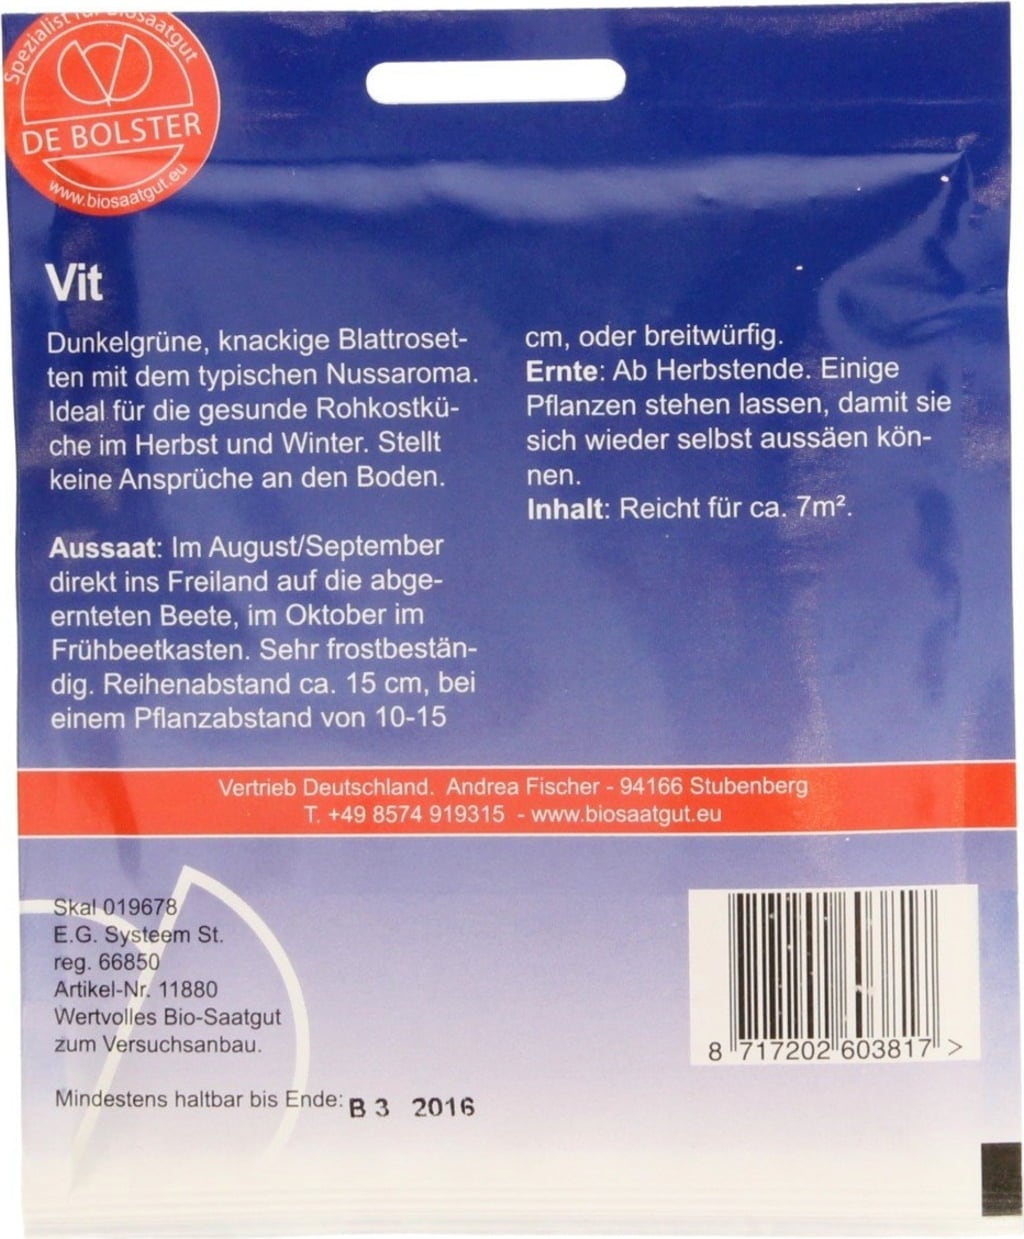 Spezialist für Biosaatgut
DE BOLSTER
www.biosaatgut.eu
Vit
Dunkelgrüne, knackige Blattroset-
ten mit dem typischen Nussaroma.
Ideal für die gesunde Rohkostkü-
che im Herbst und Winter. Stellt
keine Ansprüche an den Boden.
Aussaat: Im August/September
direkt ins Freiland auf die abge-
ernteten Beete, im Oktober im
Frühbeetkasten. Sehr frostbestän-
dig. Reihenabstand ca. 15 cm, bei
einem Pflanzabstand von 10-15
cm, oder breitwürfig.
Ernte: Ab Herbstende. Einige
Pflanzen stehen lassen, damit sie
sich wieder selbst aussäen kön-
nen.
Inhalt: Reicht für ca. 7m².
Vertrieb Deutschland. Andrea Fischer - 94166 Stubenberg
T. +49 8574 919315 - www.biosaatgut.eu
Skal 019678
E.G. Systeem St.
reg. 66850
Artikel-Nr. 11880
Wertvolles Bio-Saatgut
zum Versuchsanbau.
Mindestens haltbar bis Ende: B 3 2016
8 717202 603817 >